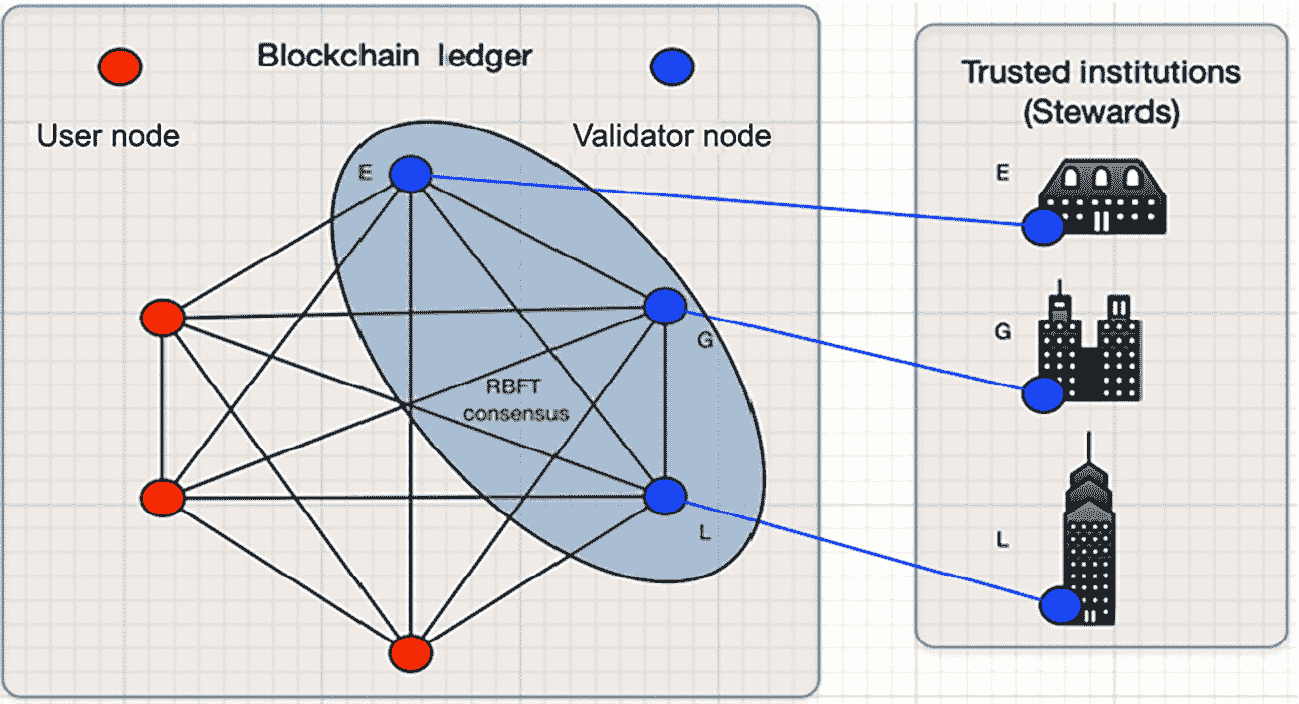 Blockchain ledger
User node
Validator node
E
G
RBFT
consensus
L
Trusted institutions
(Stewards)
E
G
L